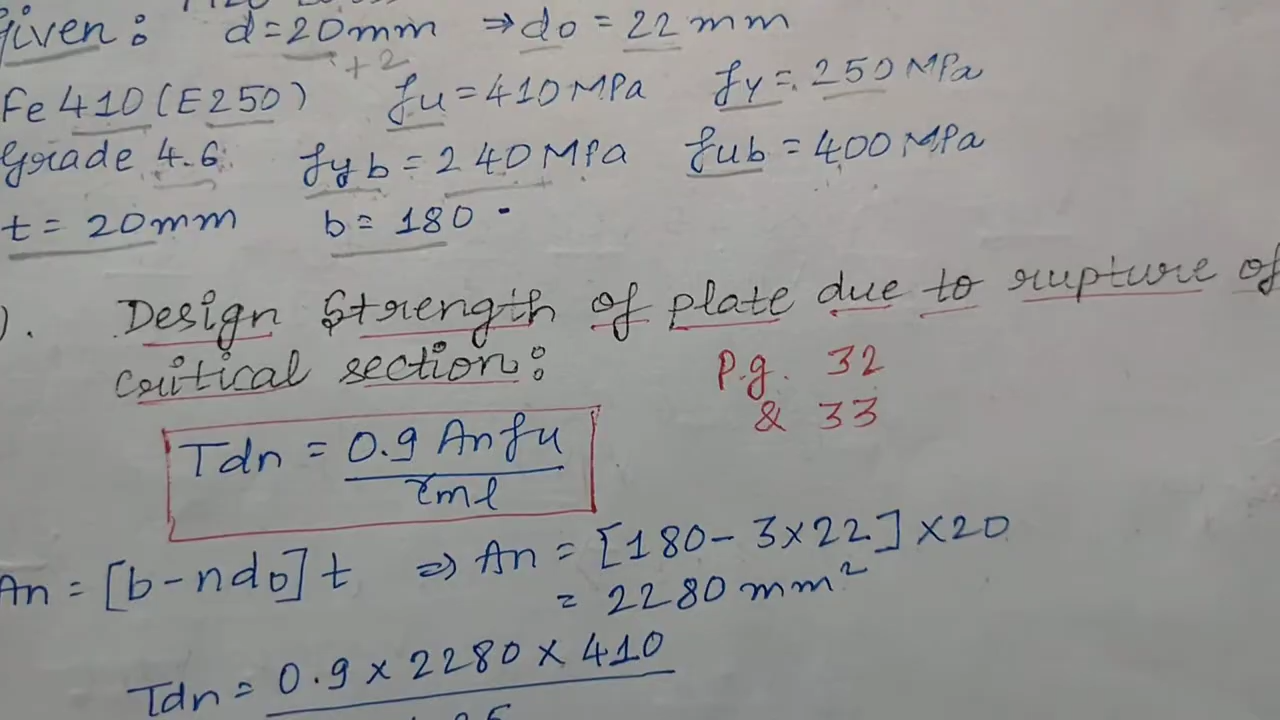 given: d=20mm ⇒ do = 22 mm
+2
Fe 410 (E250) fu = 410 MPa fy = 250 MPa
Grade 4.6 fyb = 240 MPa fub = 400 MPa
t = 20mm b = 180
). Design Strength of plate due to rupture of
critical section:
P.g. 32
& 33
Tdn = 0.9 An fu
γml
An = [b - ndo] t ⇒ An = [180 - 3×22] × 20
= 2280 mm²
Tdn = 0.9 × 2280 × 410